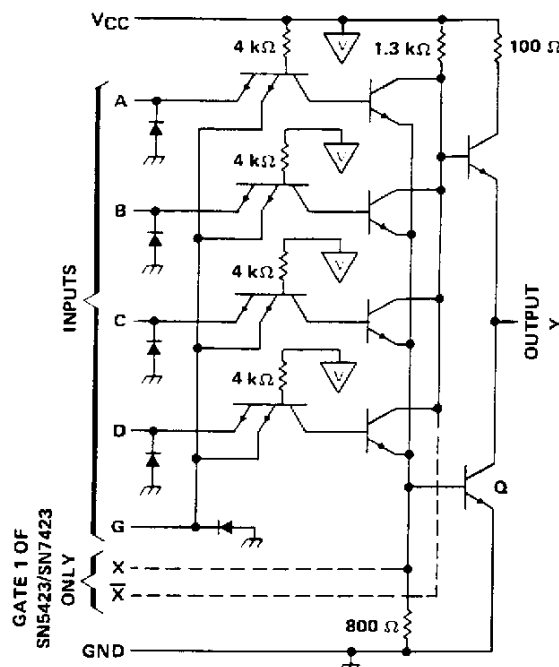 VCC
4 kΩ
V
1.3 kΩ
100 Ω
A
4 kΩ
V
B
4 kΩ
V
INPUTS
C
OUTPUT
Y
4 kΩ
V
D
Q
G
GATE 1 OF
SN5423/SN7423
ONLY
X
X̅
800 Ω
GND